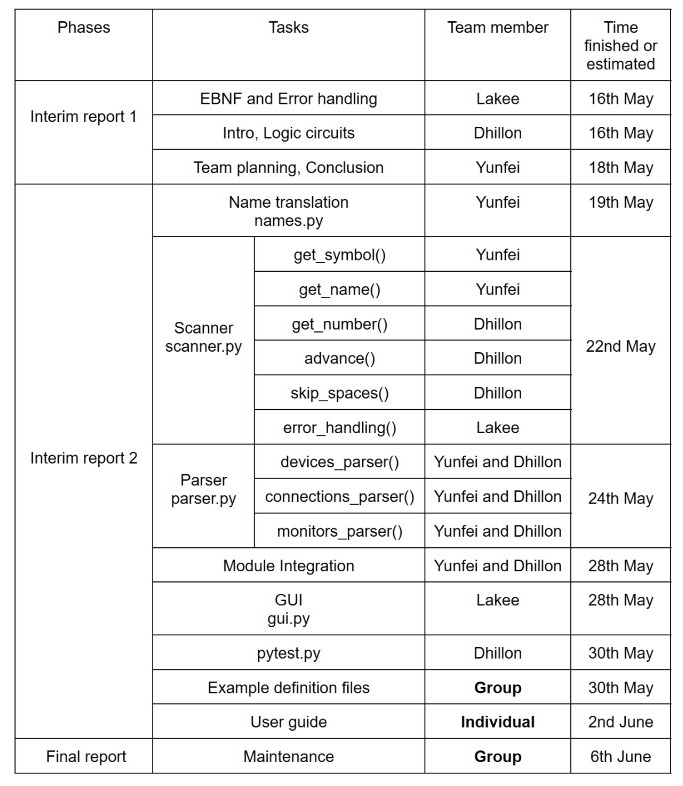 Phases Tasks Team member Time
finished or
estimated
Interim report 1
EBNF and Error handling Lakee 16th May
Intro, Logic circuits Dhillon 16th May
Team planning, Conclusion Yunfei 18th May
Interim report 2
Name translation Yunfei 19th May
names.py
Scanner
scanner.py
get_symbol() Yunfei
get_name() Yunfei
get_number() Dhillon
advance() Dhillon
skip_spaces() Dhillon
error_handling() Lakee
22nd May
Parser
parser.py
devices_parser() Yunfei and Dhillon
connections_parser() Yunfei and Dhillon
monitors_parser() Yunfei and Dhillon
24th May
Module Integration Yunfei and Dhillon 28th May
GUI Lakee 28th May
gui.py
pytest.py Dhillon 30th May
Example definition files Group 30th May
User guide Individual 2nd June
Final report Maintenance Group 6th June